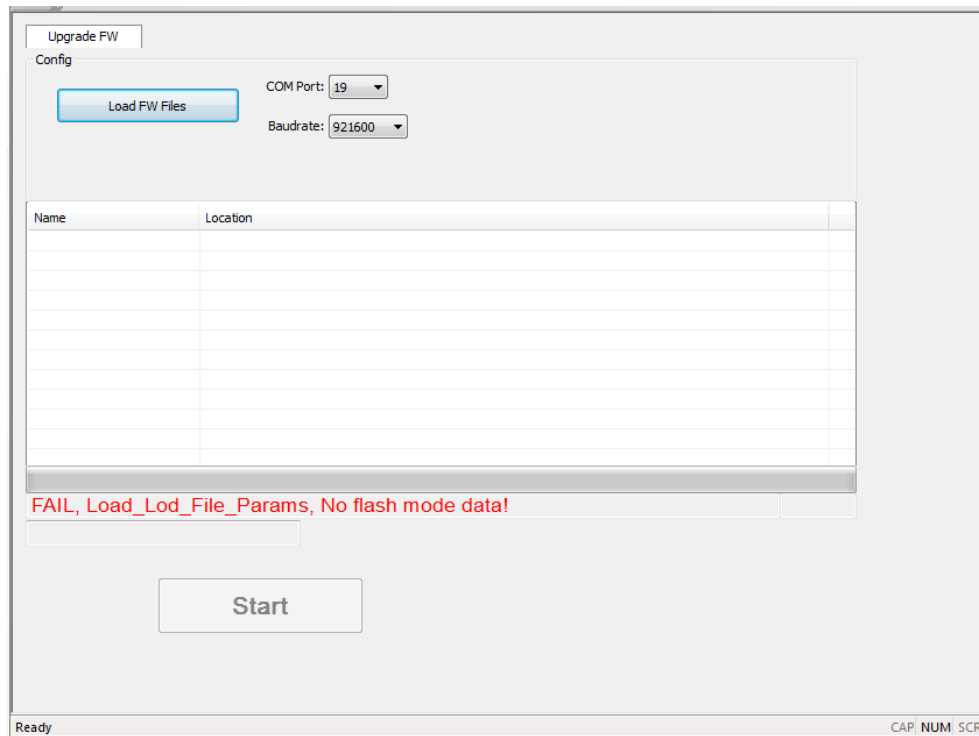 Upgrade FW
Config
Load FW Files
COM Port: 19
Baudrate: 921600
Name Location
FAIL, Load_Lod_File_Params, No flash mode data!
Start
Ready CAP NUM SCR